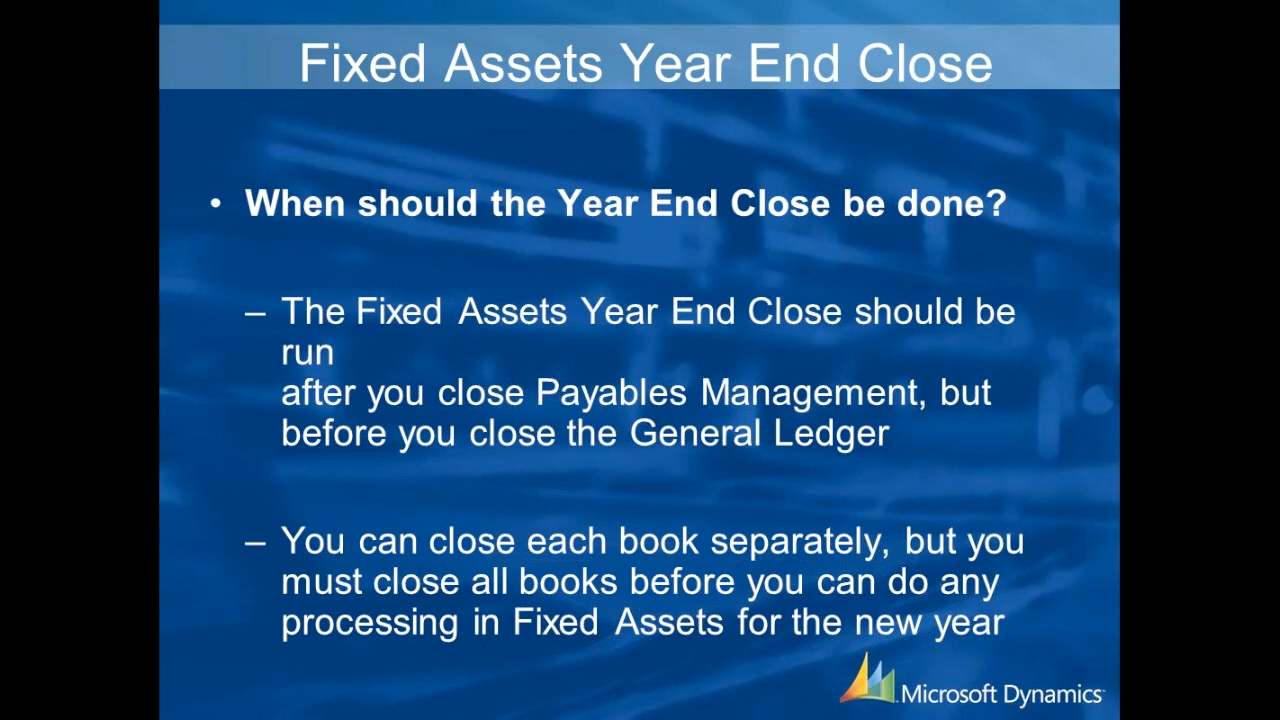 Fixed Assets Year End Close
• When should the Year End Close be done?
– The Fixed Assets Year End Close should be
run
after you close Payables Management, but
before you close the General Ledger
– You can close each book separately, but you
must close all books before you can do any
processing in Fixed Assets for the new year
Microsoft Dynamics